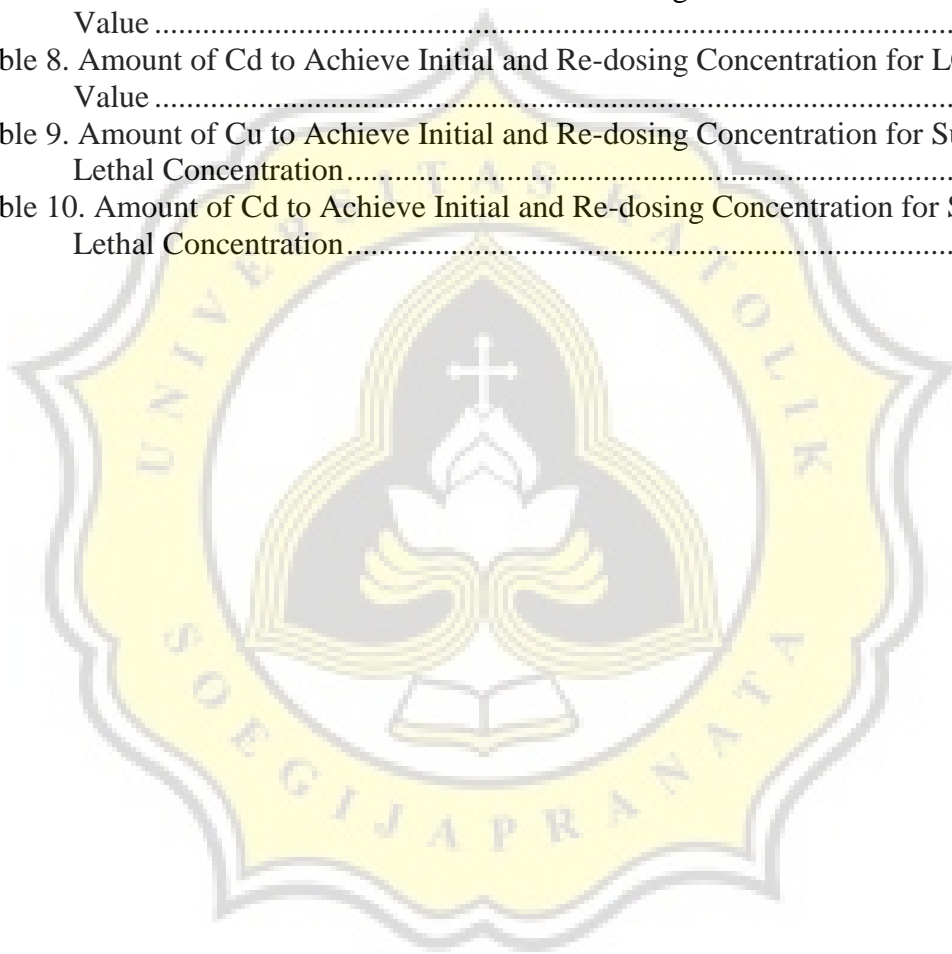 Value
ble 8. Amount of Cd to Achieve Initial and Re-dosing Concentration for L
Value
ble 9. Amount of Cu to Achieve Initial and Re-dosing Concentration for S
Lethal Concentration
ble 10. Amount of Cd to Achieve Initial and Re-dosing Concentration for S
Lethal Concentration
UNIVERSITAS KATOLIK
SOEGIJAPRANATA